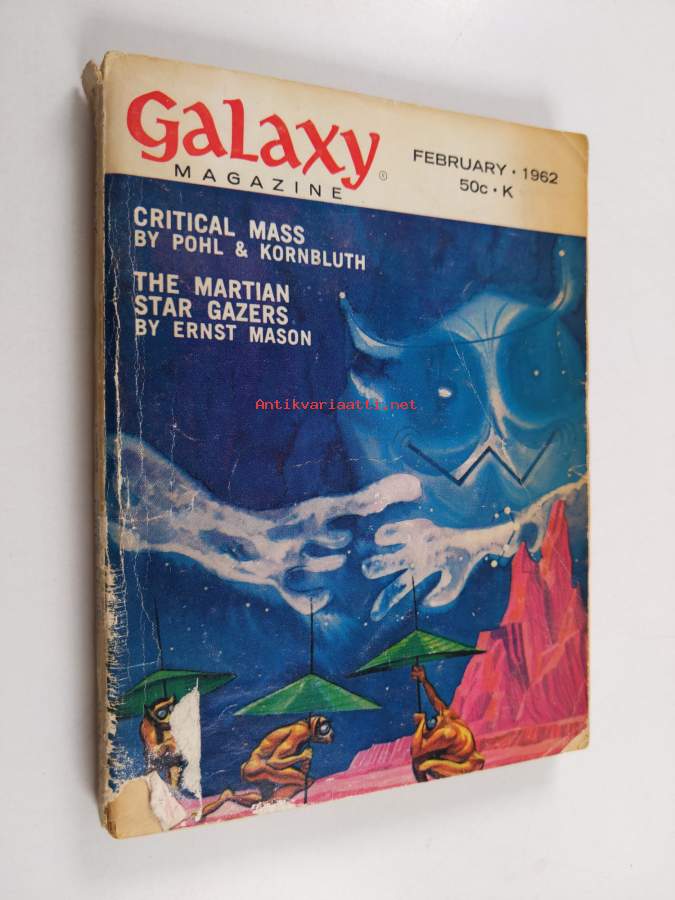 GaLaxy
MAGAZINE ®
FEBRUARY • 1962
50c • K
CRITICAL MASS
BY POHL & KORNBLUTH
THE MARTIAN
STAR GAZERS
BY ERNST MASON
Antikvariaatti.net